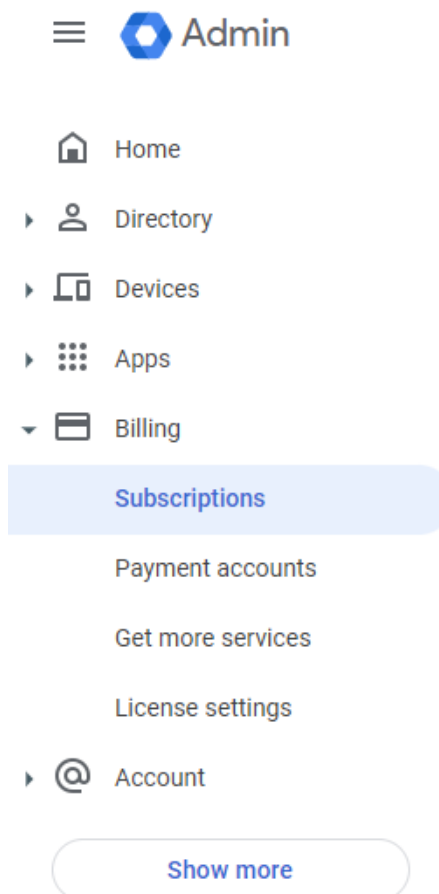 Admin
Home
Directory
Devices
Apps
Billing
Subscriptions
Payment accounts
Get more services
License settings
Account
Show more